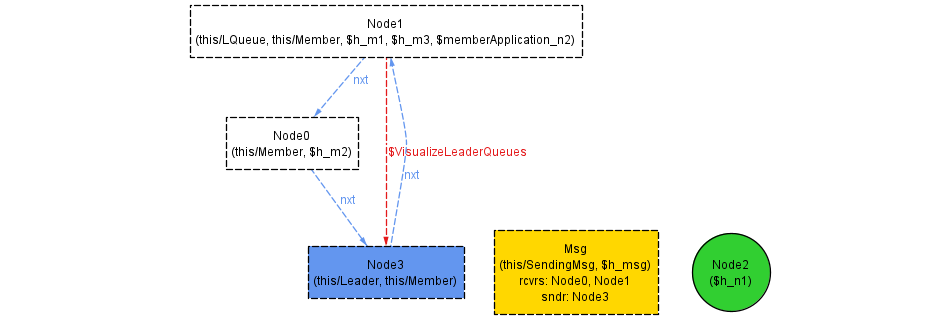 Node1
(this/LQueue, this/Member, $h_m1, $h_m3, $memberApplication_n2)
nxt
Node0
(this/Member, $h_m2)
$VisualizeLeaderQueues
nxt
nxt
Node3
(this/Leader, this/Member)
Msg
(this/SendingMsg, $h_msg)
rcvrs: Node0, Node1
sndr: Node3
Node2
($h_n1)